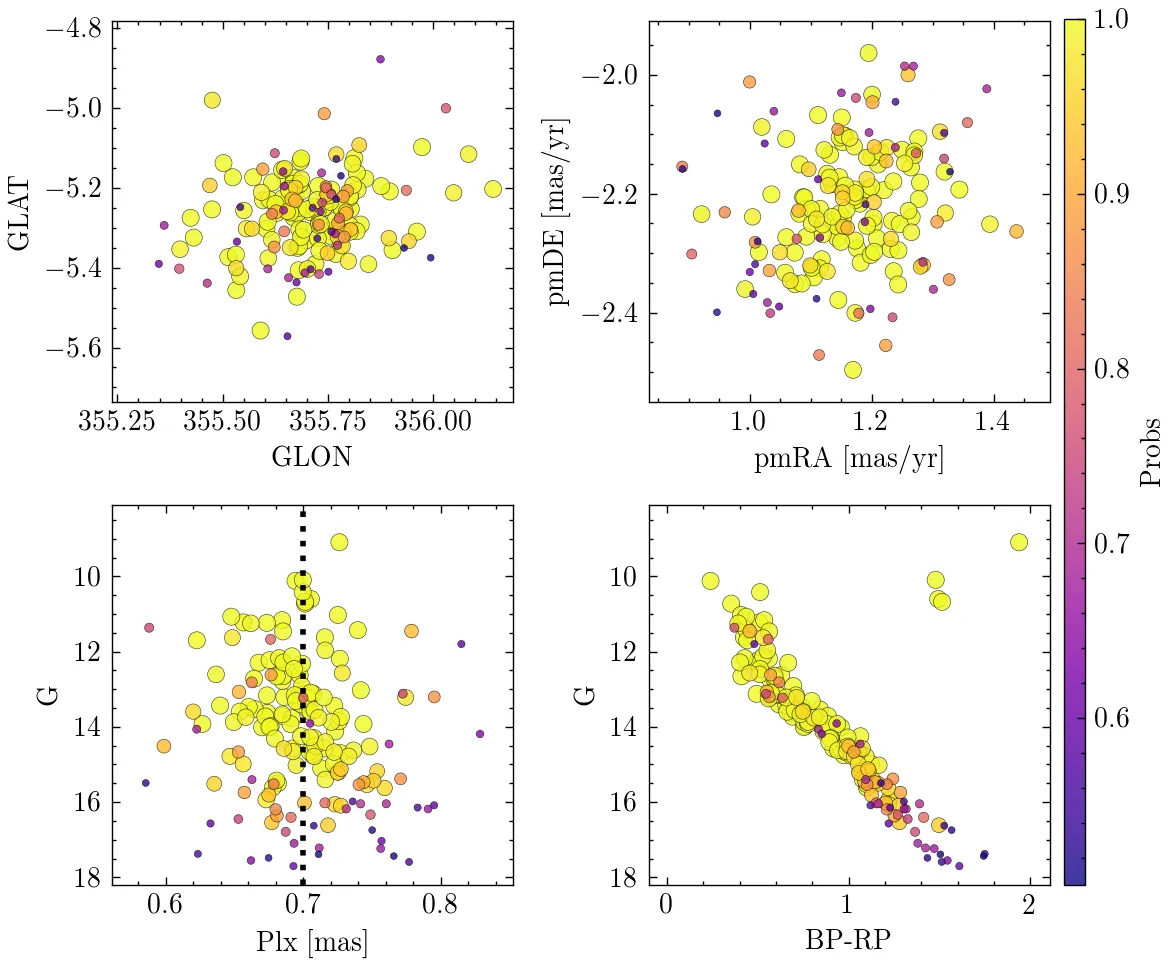 −4.8
−5.0
−5.2
−5.4
−5.6
GLAT
355.25 355.50 355.75 356.00
GLON
−2.0
−2.2
−2.4
pmDE [mas/yr]
1.0 1.2 1.4
pmRA [mas/yr]
10
12
14
16
18
G
0.6 0.7 0.8
Plx [mas]
10
12
14
16
18
G
0 1 2
BP-RP
1.0
0.9
0.8
0.7
0.6
Probs